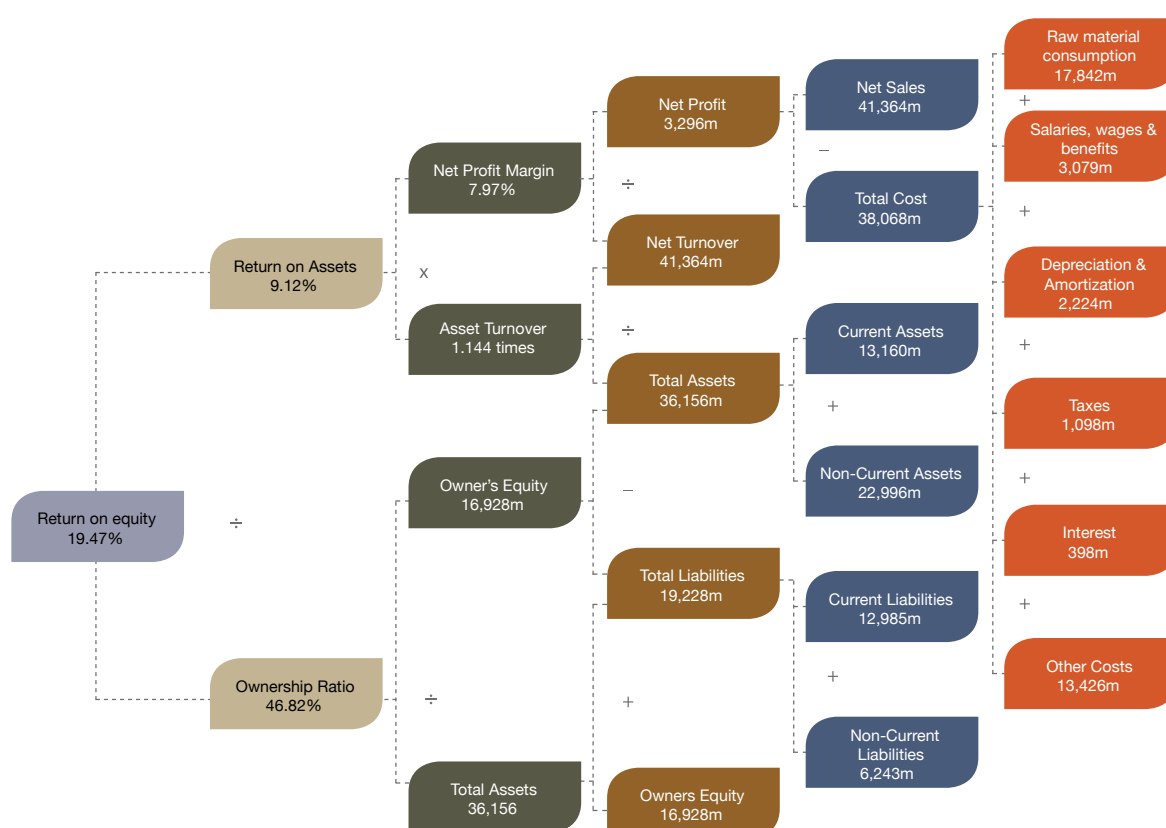 Return on equity
19.47%
÷
Return on Assets
9.12%
Ownership Ratio
46.82%
Net Profit Margin
7.97%
x
Asset Turnover
1.144 times
Owner's Equity
16,928m
÷
Total Assets
36,156
Net Profit
3,296m
÷
Net Turnover
41,364m
÷
Total Assets
36,156m
–
Total Liabilities
19,228m
+
Owners Equity
16,928m
Net Sales
41,364m
–
Total Cost
38,068m
Current Assets
13,160m
+
Non-Current Assets
22,996m
Current Liabilities
12,985m
+
Non-Current
Liabilities
6,243m
Raw material
consumption
17,842m
+
Salaries, wages &
benefits
3,079m
+
Depreciation &
Amortization
2,224m
+
Taxes
1,098m
+
Interest
398m
+
Other Costs
13,426m